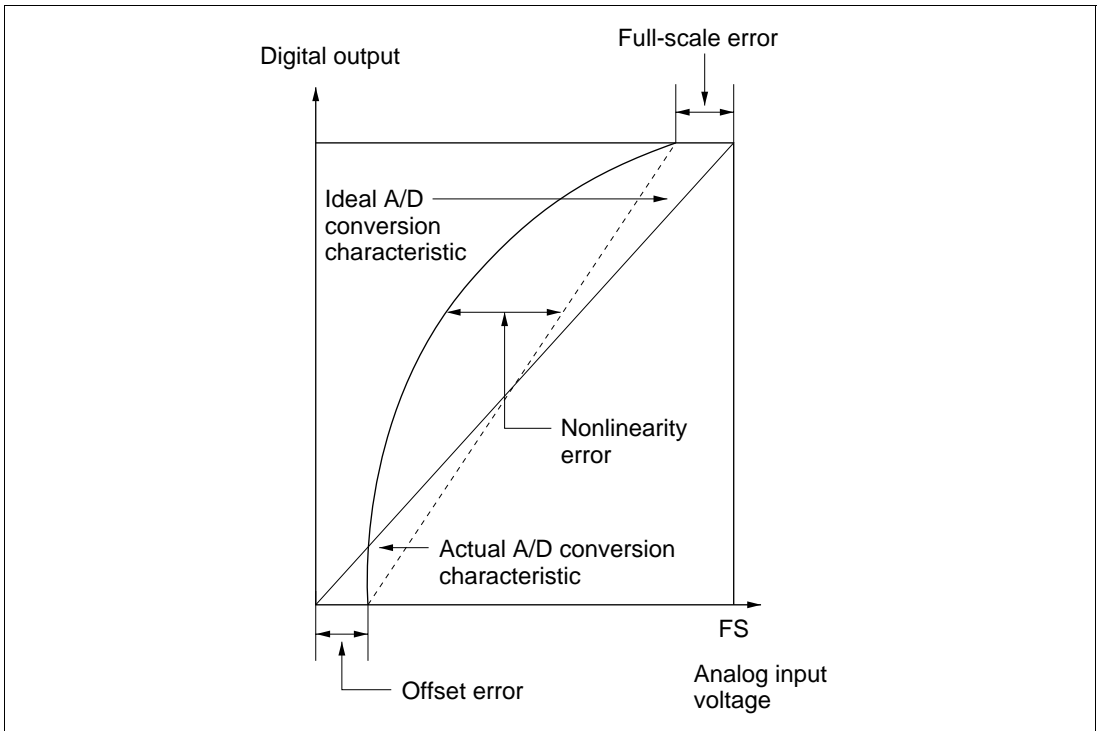 Full-scale error
Digital output
Ideal A/D
conversion
characteristic
Nonlinearity
error
Actual A/D conversion
characteristic
FS
Offset error
Analog input
voltage